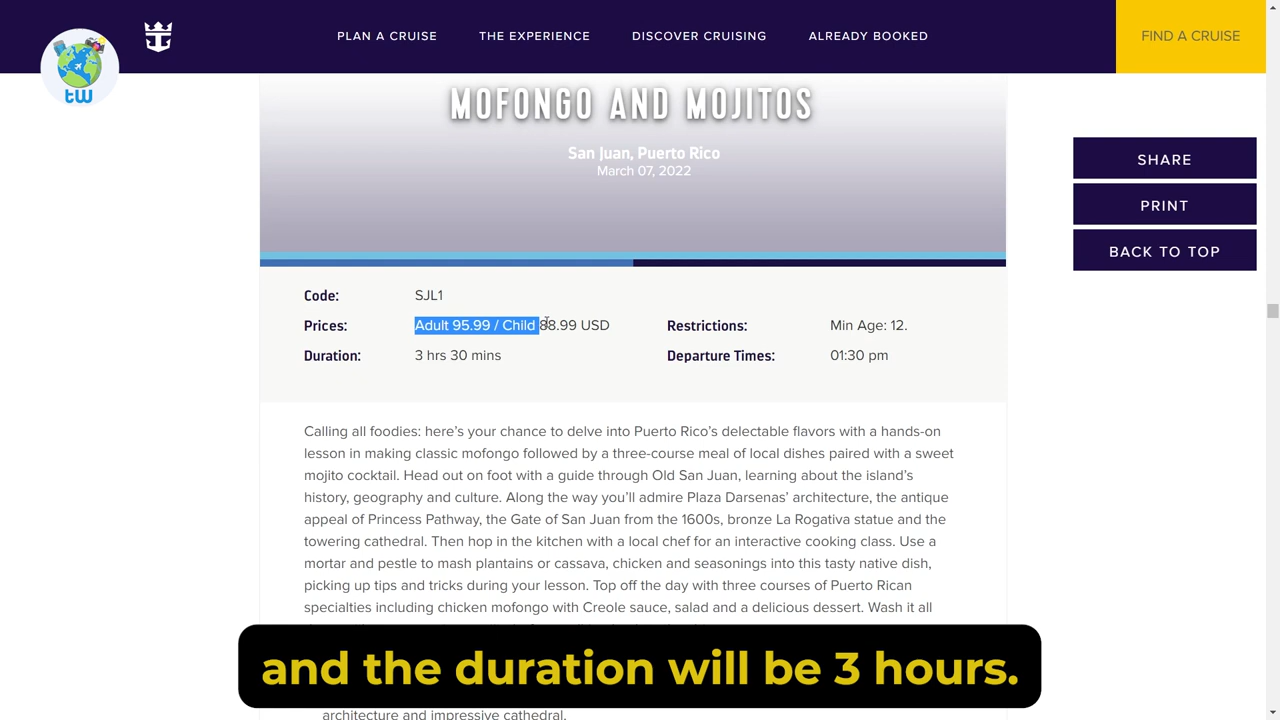 PLAN A CRUISE THE EXPERIENCE DISCOVER CRUISING ALREADY BOOKED FIND A CRUISE
tw
MOFONGO AND MOJITOS
San Juan, Puerto Rico
March 07, 2022
SHARE
PRINT
BACK TO TOP
Code: SJL1
Prices: Adult 95.99 / Child 88.99 USD Restrictions: Min Age: 12.
Duration: 3 hrs 30 mins Departure Times: 01:30 pm
Calling all foodies: here’s your chance to delve into Puerto Rico’s delectable flavors with a hands-on
lesson in making classic mofongo followed by a three-course meal of local dishes paired with a sweet
mojito cocktail. Head out on foot with a guide through Old San Juan, learning about the island’s
history, geography and culture. Along the way you’ll admire Plaza Darsenas’ architecture, the antique
appeal of Princess Pathway, the Gate of San Juan from the 1600s, bronze La Rogativa statue and the
towering cathedral. Then hop in the kitchen with a local chef for an interactive cooking class. Use a
mortar and pestle to mash plantains or cassava, chicken and seasonings into this tasty native dish,
picking up tips and tricks during your lesson. Top off the day with three courses of Puerto Rican
specialties including chicken mofongo with Creole sauce, salad and a delicious dessert. Wash it all
and the duration will be 3 hours.
architecture and impressive cathedral.